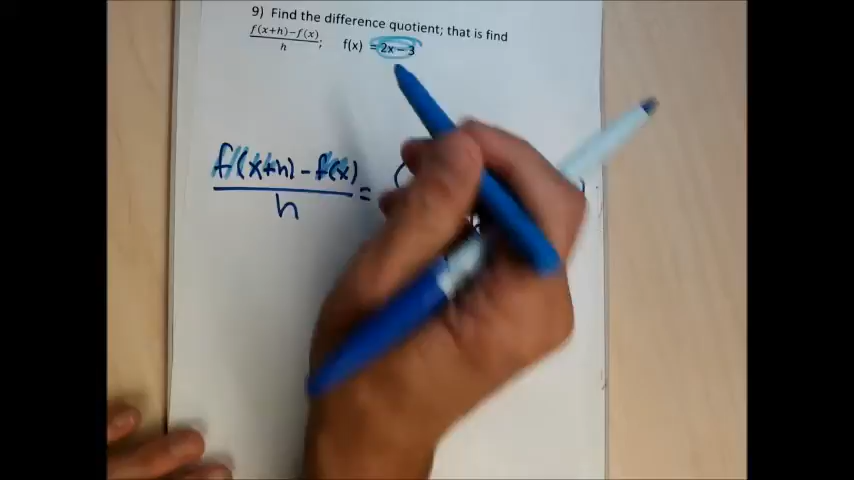 9) Find the difference quotient; that is find
f(x+h)−f(x)
h
; f(x) = 2x − 3
f(x+h) − f(x)
h
= (